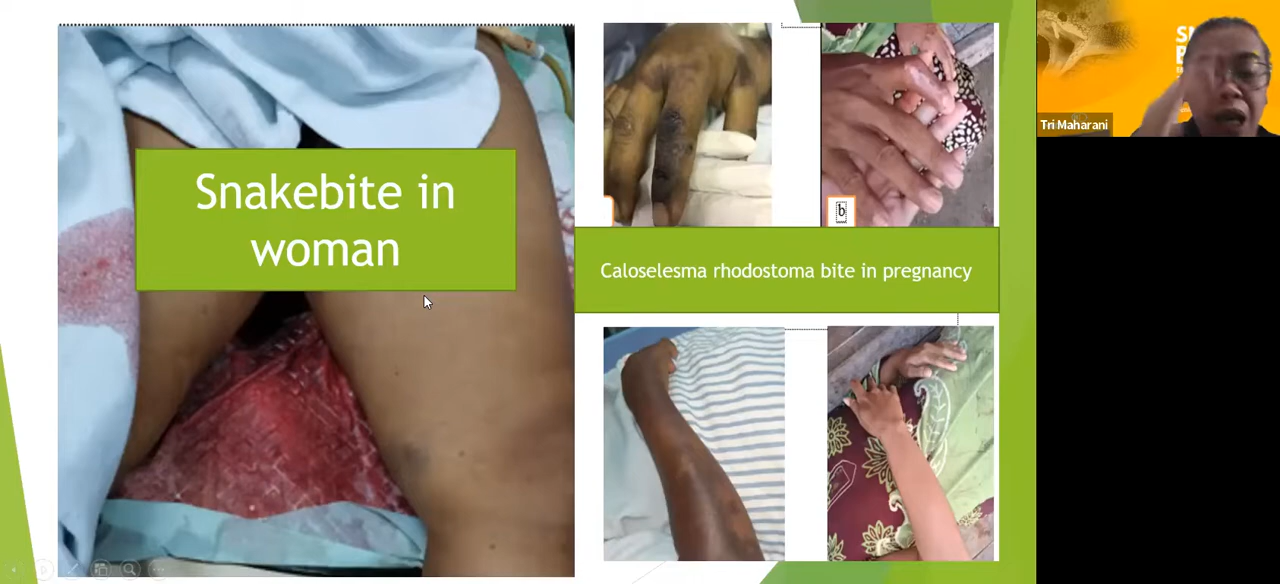 Snakebite in
woman
b
Caloselesma rhodostoma bite in pregnancy
Tri Maharani